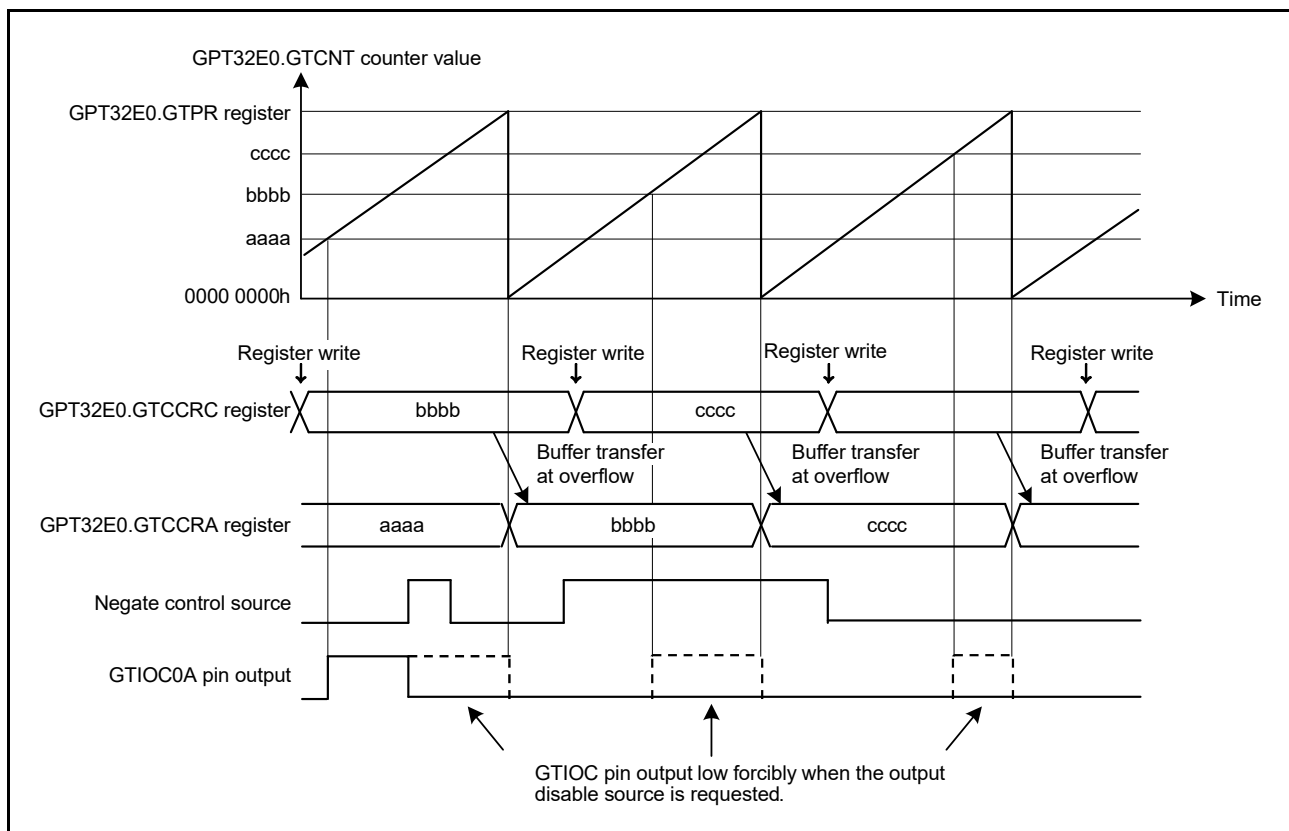 GPT32E0.GTCNT counter value
GPT32E0.GTPR register
cccc
bbbb
aaaa
0000 0000h
Time
Register write
Register write
Register write
Register write
GPT32E0.GTCCRC register
bbbb
cccc
Buffer transfer
at overflow
Buffer transfer
at overflow
Buffer transfer
at overflow
GPT32E0.GTCCRA register
aaaa
bbbb
cccc
Negate control source
GTIOC0A pin output
GTIOC pin output low forcibly when the output
disable source is requested.